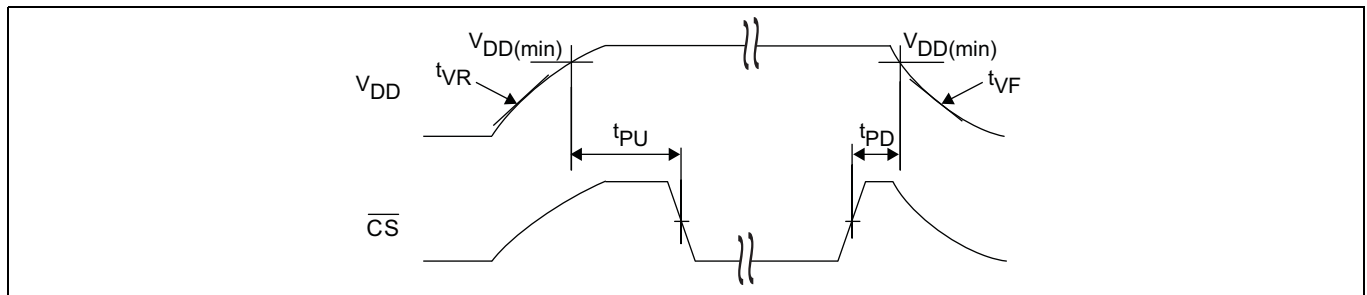 VDD(min) VDD(min)
tVR tVF
VDD
tPU tPD
CS